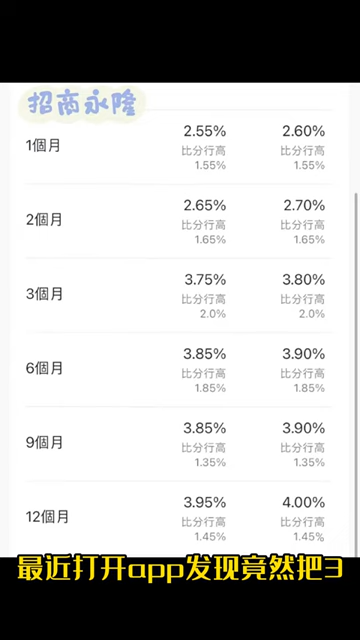 招商永隆
1個月 2.55% 2.60%
比分行高 比分行高
1.55% 1.55%
2個月 2.65% 2.70%
比分行高 比分行高
1.65% 1.65%
3個月 3.75% 3.80%
比分行高 比分行高
2.0% 2.0%
6個月 3.85% 3.90%
比分行高 比分行高
1.85% 1.85%
9個月 3.85% 3.90%
比分行高 比分行高
1.35% 1.35%
12個月 3.95% 4.00%
比分行高 比分行高
1.45% 1.45%
最近打开app发现竟然把3